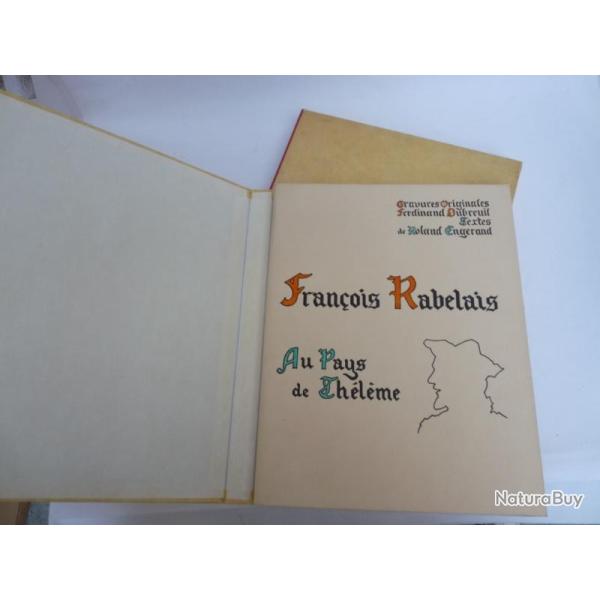 Gravures Originales
Ferdinand Dubreuil
Textes
de Roland Engerand
François Rabelais
Au Pays
de Thélème
NaturaBuy